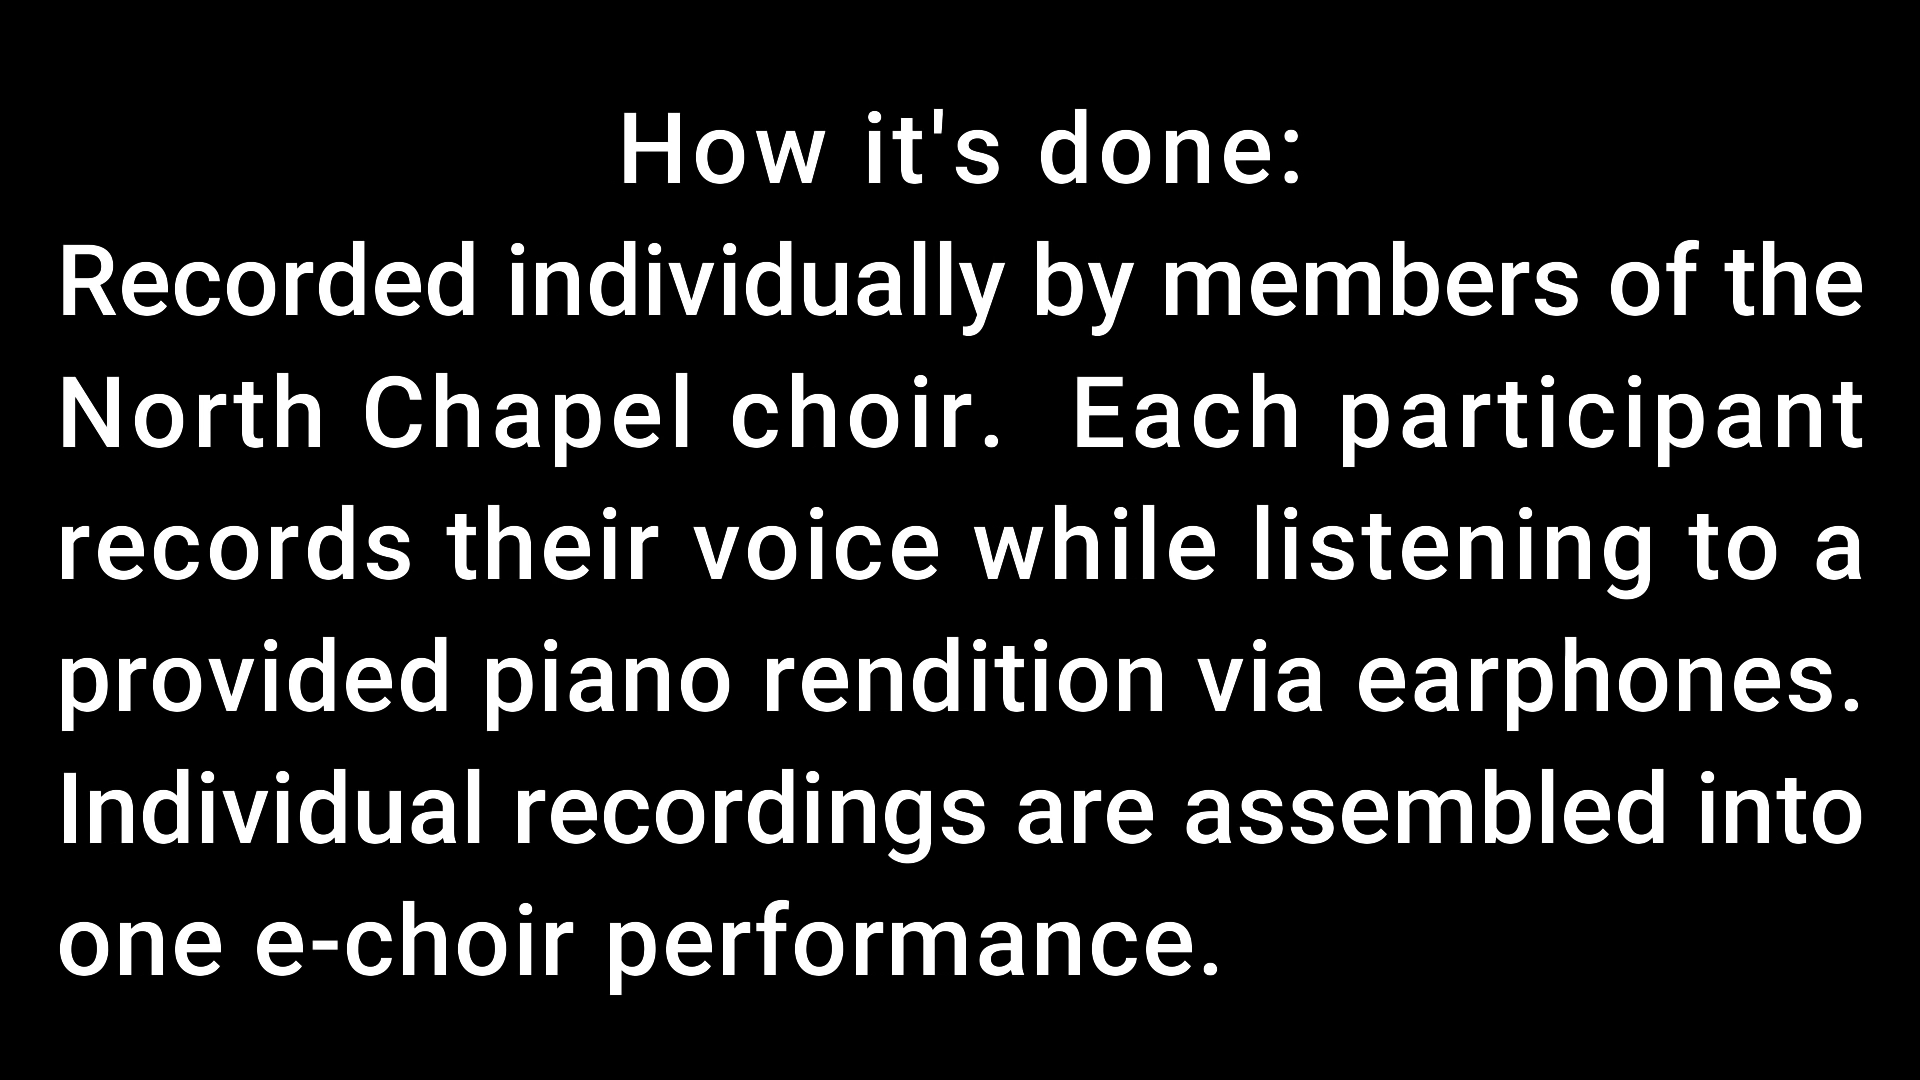 How it's done:
Recorded individually by members of the
North Chapel choir.  Each participant
records their voice while listening to a
provided piano rendition via earphones.
Individual recordings are assembled into
one e-choir performance.